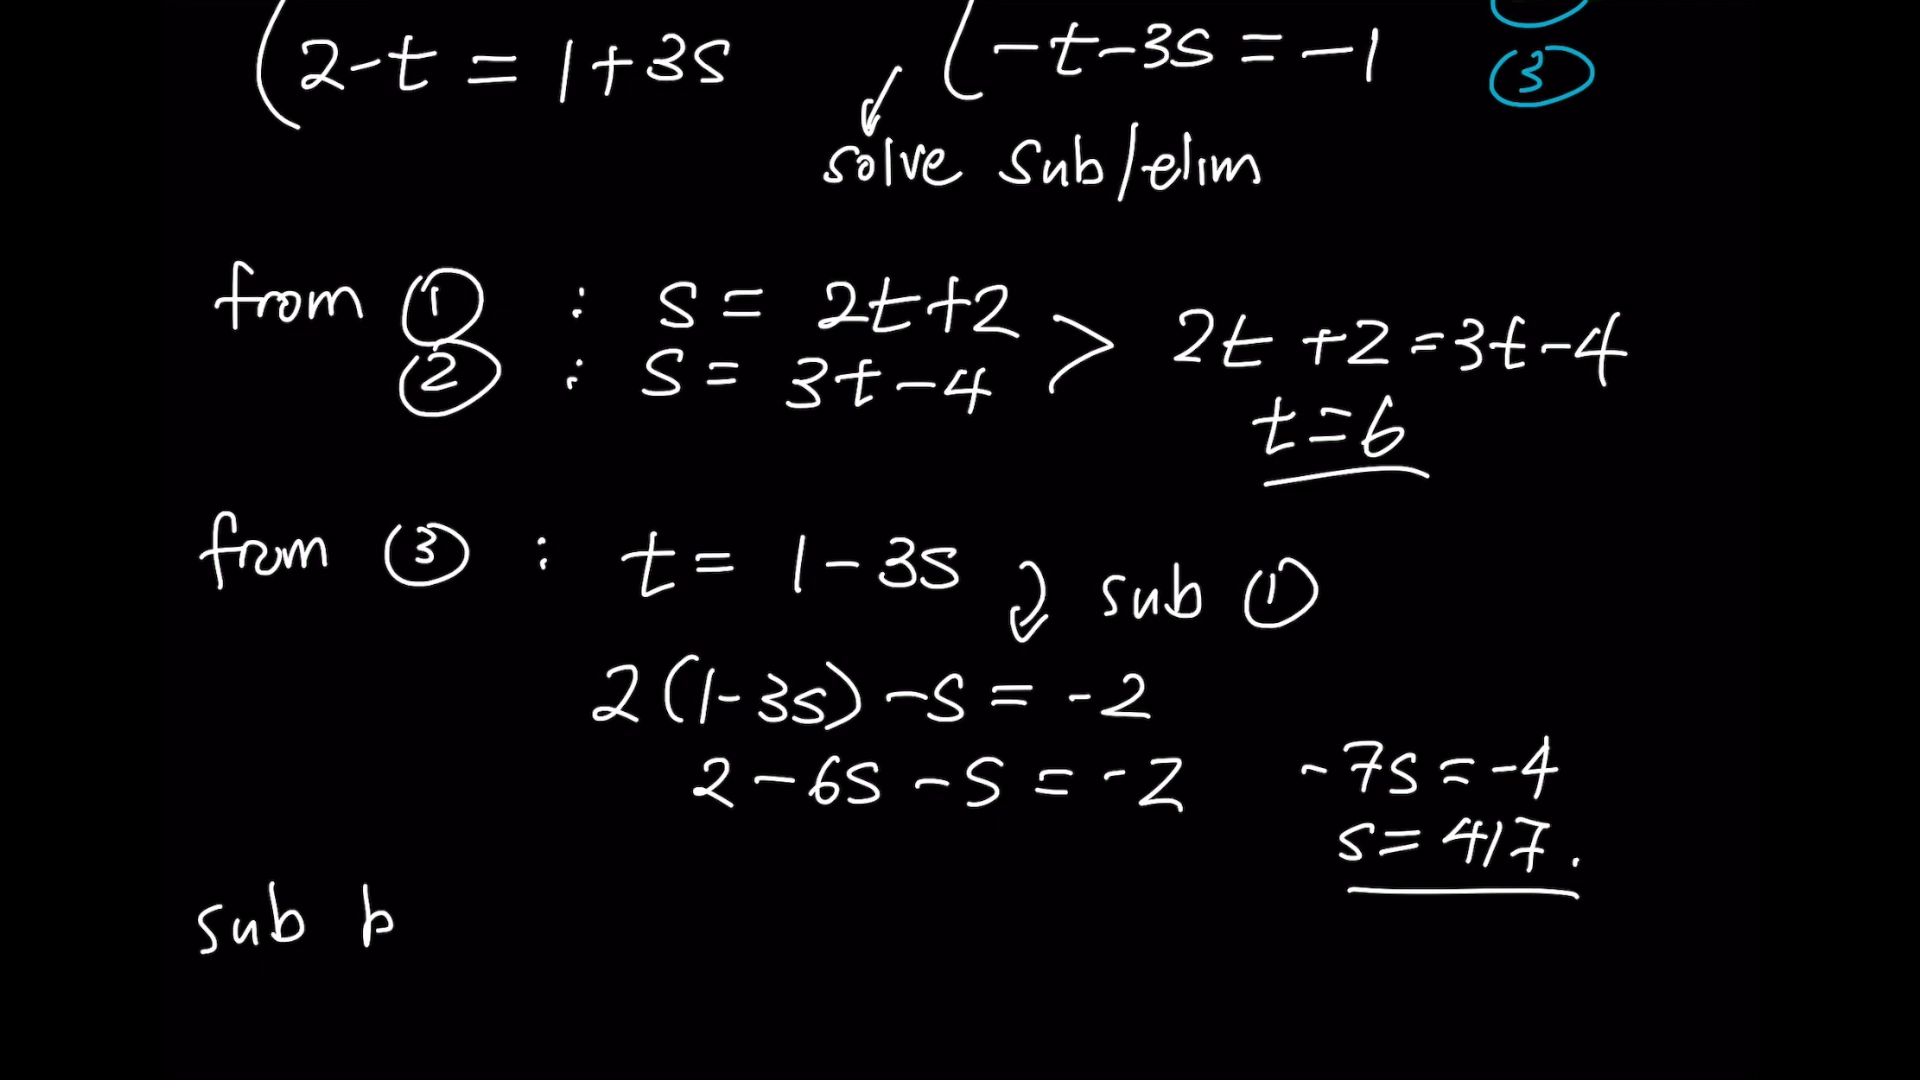 2-t = 1+3s
-t-3s = -1 ③
solve sub/elim
from ① : s = 2t+2
② : s = 3t-4
2t +2 = 3t-4
t=6
from ③ : t = 1-3s
sub ①
2(1-3s) -s = -2
2-6s -s = -2
-7s = -4
s = 4/7.
sub b